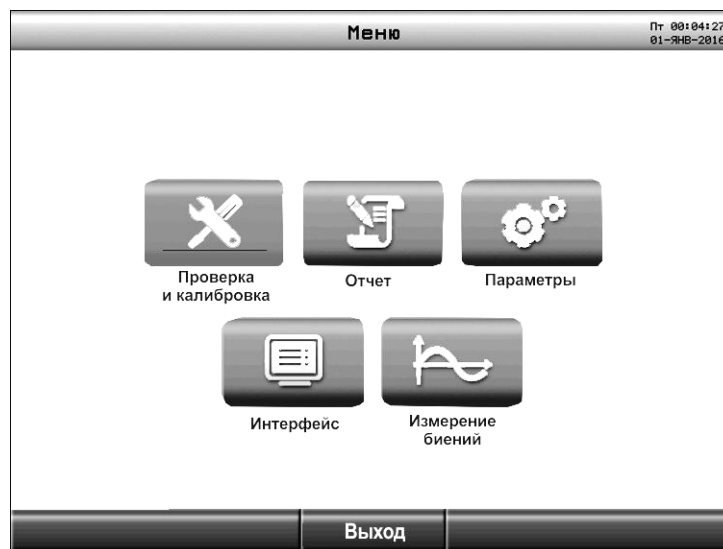 Меню
Пт 00:04:27
01-ЯНВ-2016
Проверка
и калибровка
Отчет
Параметры
Интерфейс
Измерение
биений
Выход